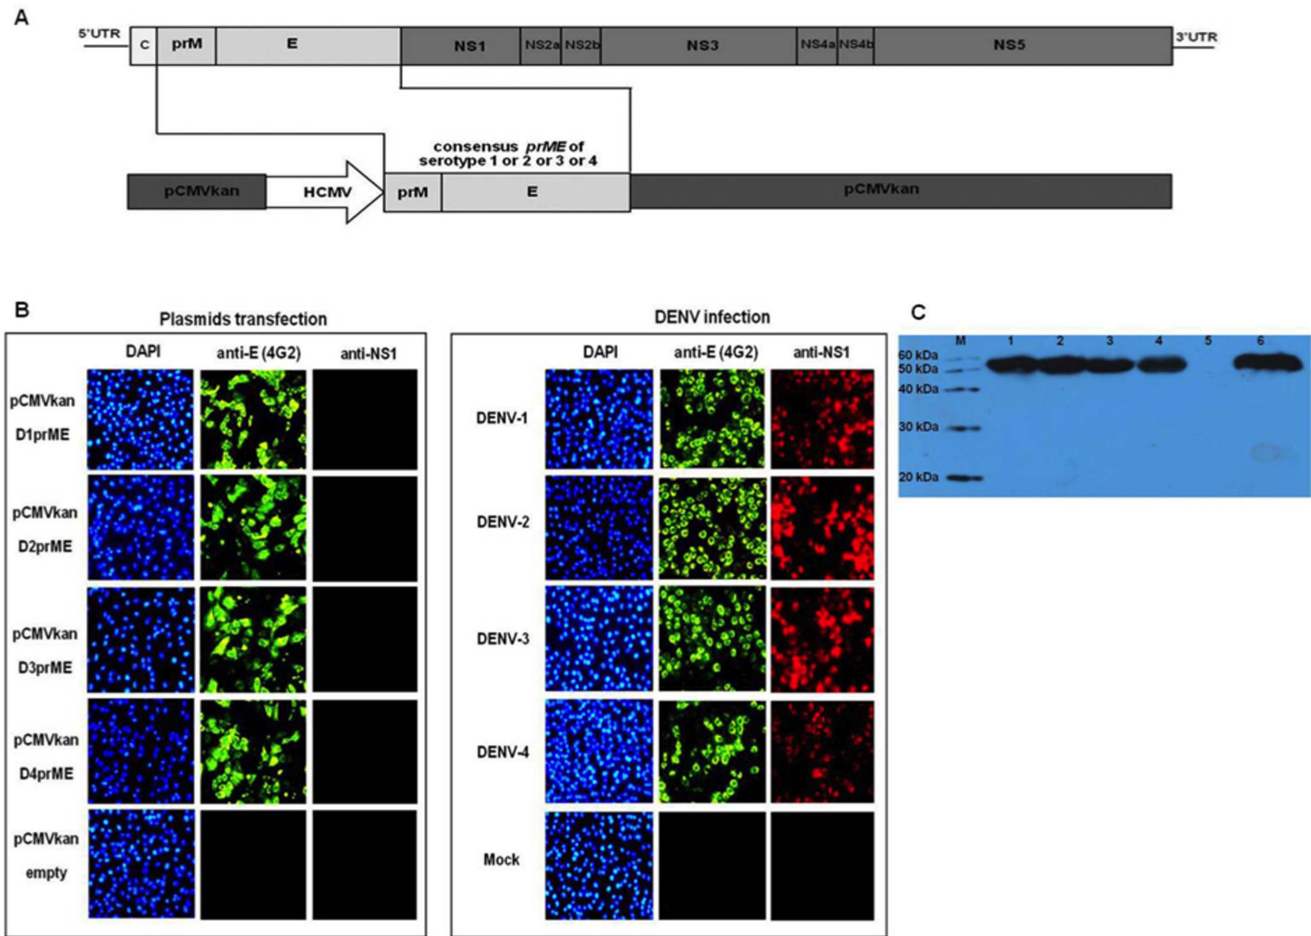 A
5'UTR C prM E NS1 NS2a NS2b NS3 NS4a NS4b NS5 3'UTR
consensus prME of
serotype 1 or 2 or 3 or 4
pCMVkan HCMV prM E pCMVkan
B
Plasmids transfection
DAPI anti-E (4G2) anti-NS1
pCMVkan
D1prME
pCMVkan
D2prME
pCMVkan
D3prME
pCMVkan
D4prME
pCMVkan
empty
DENV infection
DAPI anti-E (4G2) anti-NS1
DENV-1
DENV-2
DENV-3
DENV-4
Mock
C
M 1 2 3 4 5 6
60 kDa
50 kDa
40 kDa
30 kDa
20 kDa